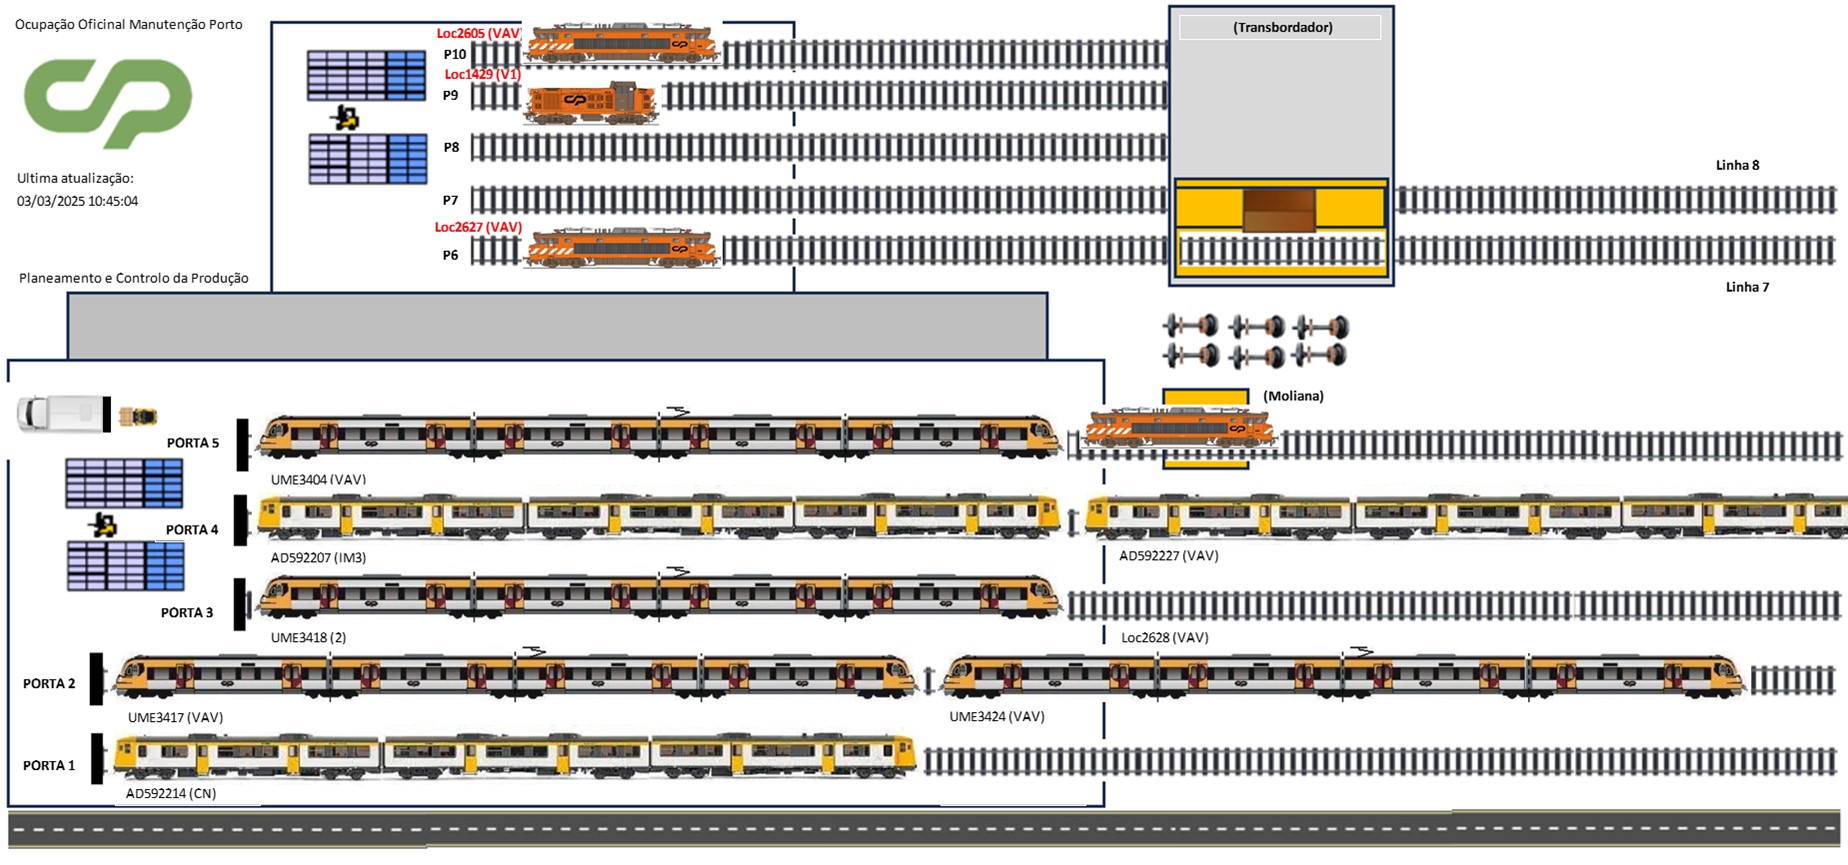 Ocupação Oficinal Manutenção Porto
Ultima atualização:
03/03/2025 10:45:04
Planeamento e Controlo da Produção
Loc2605 (VAV)
P10
Loc1429 (V1)
P9
P8
P7
Loc2627 (VAV)
P6
(Transbordador)
Linha 8
Linha 7
(Moliana)
PORTA 5
UME3404 (VAV)
PORTA 4
AD592207 (IM3)
AD592227 (VAV)
PORTA 3
UME3418 (2)
Loc2628 (VAV)
PORTA 2
UME3417 (VAV)
UME3424 (VAV)
PORTA 1
AD592214 (CN)